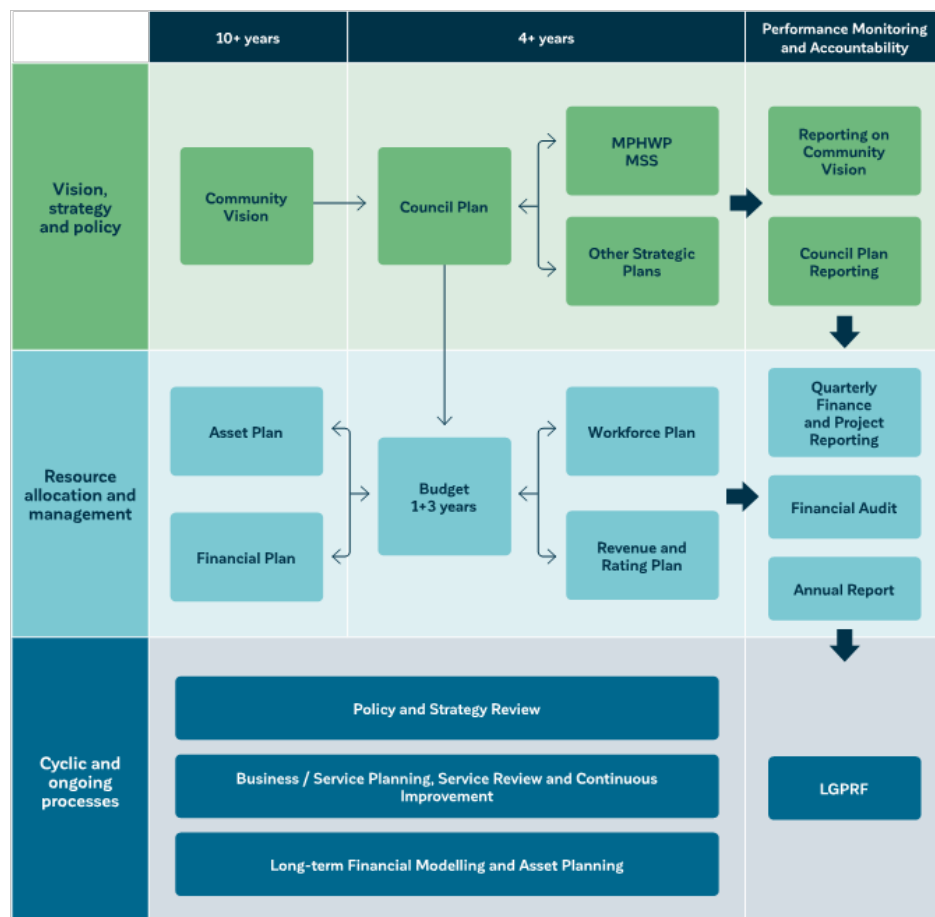 10+ years
4+ years
Performance Monitoring
and Accountability
Vision,
strategy
and policy
Community
Vision
Council Plan
MPHWP
MSS
Other Strategic
Plans
Reporting on
Community
Vision
Council Plan
Reporting
Resource
allocation and
management
Asset Plan
Financial Plan
Budget
1+3 years
Workforce Plan
Revenue and
Rating Plan
Quarterly
Finance
and Project
Reporting
Financial Audit
Annual Report
Cyclic and
ongoing
processes
Policy and Strategy Review
Business / Service Planning, Service Review and Continuous
Improvement
Long-term Financial Modelling and Asset Planning
LGPRF